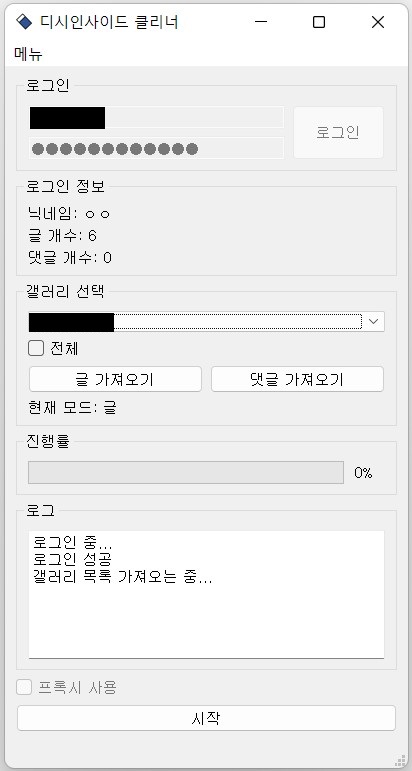 디시인사이드 클리너
메뉴
로그인
로그인
로그인 정보
닉네임: ㅇㅇ
글 개수: 6
댓글 개수: 0
갤러리 선택
전체
글 가져오기 댓글 가져오기
현재 모드: 글
진행률
0%
로그
로그인 중...
로그인 성공
갤러리 목록 가져오는 중...
프록시 사용
시작